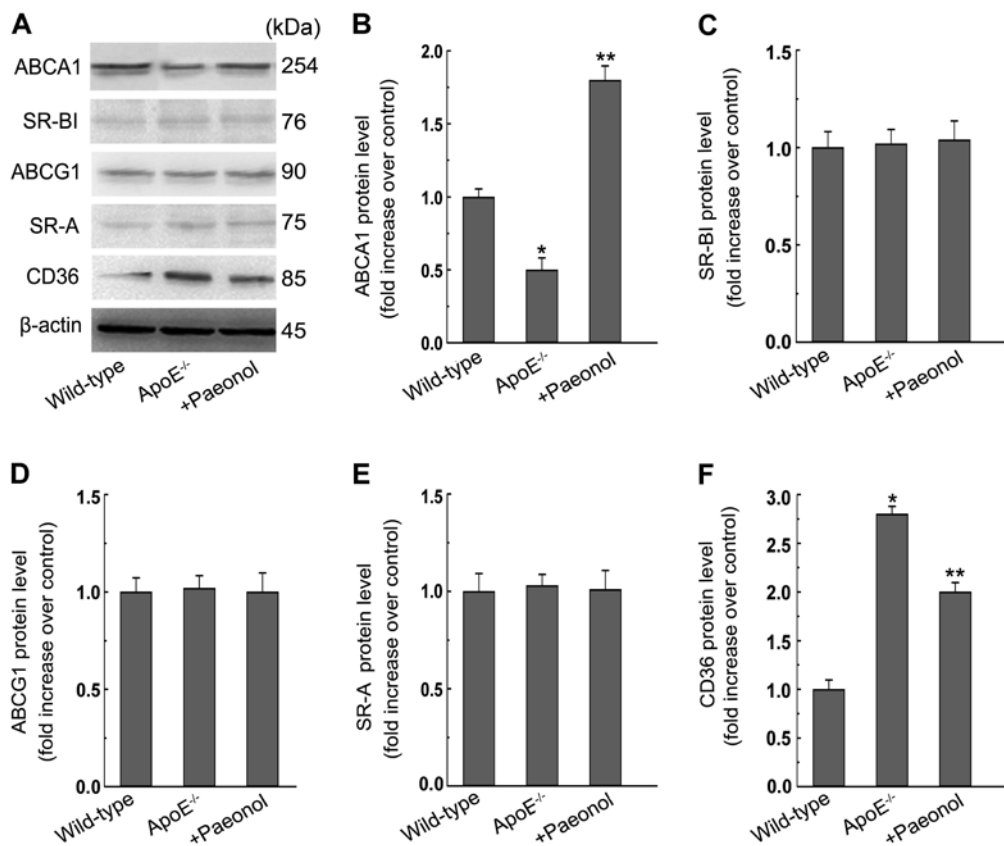 A
(kDa)
ABCA1
254
SR-BI
76
ABCG1
90
SR-A
75
CD36
85
β-actin
45
Wild-type
ApoE-/-
+Paeonol
B
ABCA1 protein level
(fold increase over control)
2.0
1.5
1.0
0.5
0.0
*
**
Wild-type
ApoE-/-
+Paeonol
C
SR-BI protein level
(fold increase over control)
1.5
1.0
0.5
0.0
Wild-type
ApoE-/-
+Paeonol
D
ABCG1 protein level
(fold increase over control)
1.5
1.0
0.5
0.0
Wild-type
ApoE-/-
+Paeonol
E
SR-A protein level
(fold increase over control)
1.5
1.0
0.5
0.0
Wild-type
ApoE-/-
+Paeonol
F
CD36 protein level
(fold increase over control)
3.0
2.5
2.0
1.0
0.0
*
**
Wild-type
ApoE-/-
+Paeonol